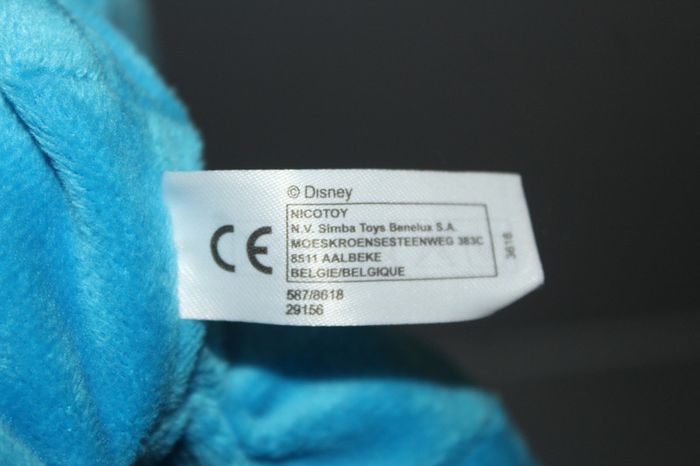 © Disney
CE
NICOTOY
N.V. Simba Toys Benelux S.A.
MOESKROENSESTEENWEG 383C
8511 AALBEKE
BELGIE/BELGIQUE
587/8618
29156
3618